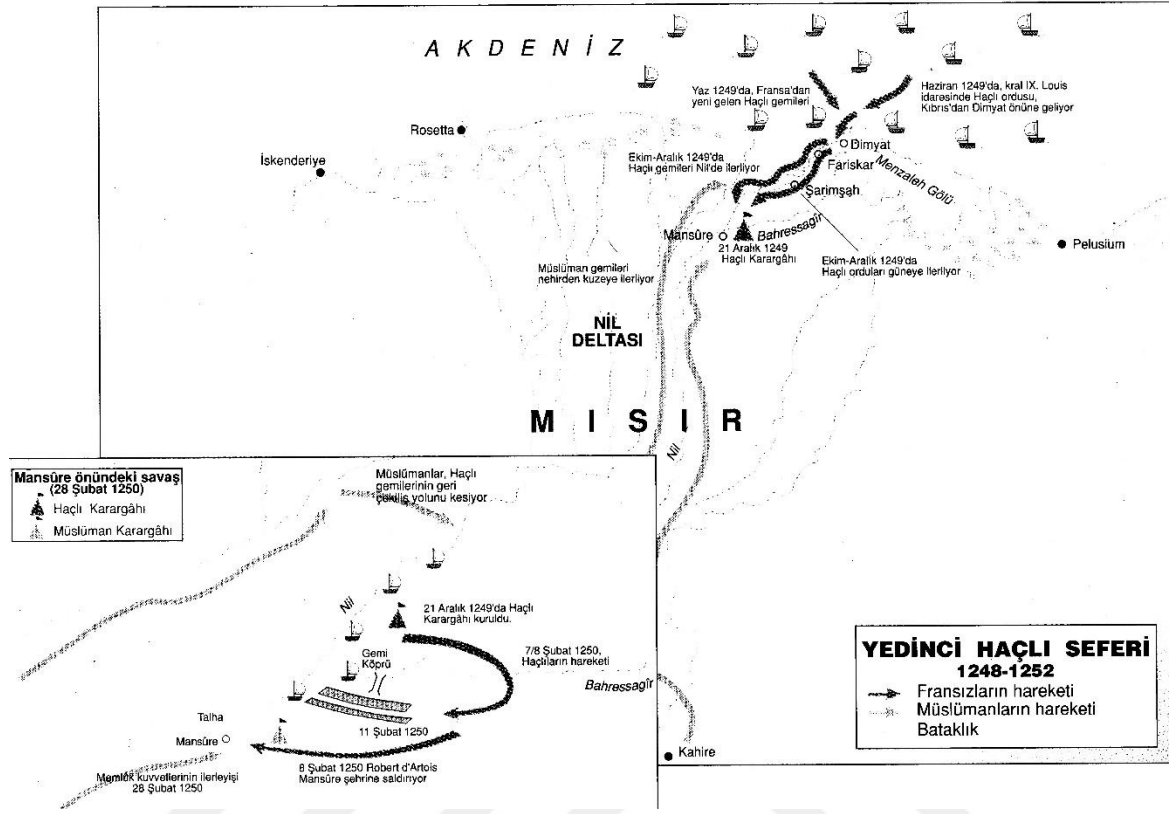 AKDENİZ
Yaz 1249'da, Fransa'dan
yeni gelen Haçlı gemileri
Haziran 1249'da, kral IX. Louis
idaresinde Haçlı ordusu,
Kıbrıs'dan Dimyat önüne geliyor
Rosetta
İskenderiye
Ekim-Aralık 1249'da
Haçlı gemileri Nil'de ilerliyor
Dimyat
Fariskar
Menzaleh Gölü
Şarimşah
Mansûre
Bahressagîr
21 Aralık 1249
Haçlı Karargâhı
Pelusium
Ekim-Aralık 1249'da
Haçlı orduları güneye ilerliyor
Müslüman gemileri
nehirden kuzeye ilerliyor
NİL
DELTASI
MISIR
Nil
Mansûre önündeki savaş
(28 Şubat 1250)
Haçlı Karargâhı
Müslüman Karargâhı
Müslümanlar, Haçlı
gemilerinin geri
çekiliş yolunu kesiyor
Nil
21 Aralık 1249'da Haçlı
Karargâhı kuruldu.
Gemi
Köprü
7/8 Şubat 1250,
Haçlıların hareketi
Bahressagîr
11 Şubat 1250
Talha
Mansûre
Memlûk kuvvetlerinin ilerleyişi
28 Şubat 1250
8 Şubat 1250 Robert d'Artois
Mansûre şehrine saldırıyor
Kahire
YEDİNCİ HAÇLI SEFERİ
1248-1252
Fransızların hareketi
Müslümanların hareketi
Bataklık